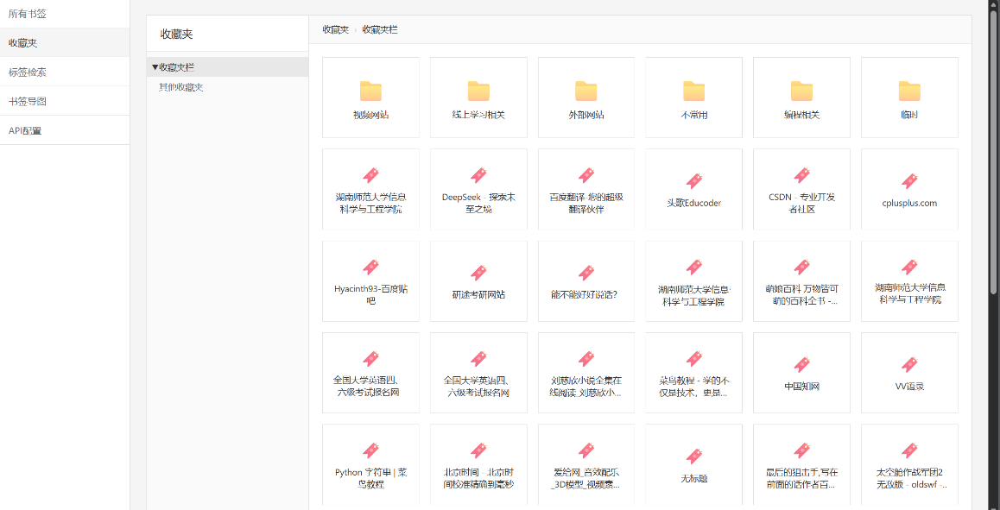 所有书签
收藏夹
标签检索
书签导图
API配置
收藏夹
▼收藏夹栏
其他收藏夹
收藏夹 › 收藏夹栏
视频网站
线上学习相关
外部网站
不常用
编程相关
临时
湖南师范大学信息
科学与工程学院
DeepSeek - 探索未
至之境
百度翻译-您的超级
翻译伙伴
头歌Educoder
CSDN - 专业开发
者社区
cplusplus.com
Hyacinth93-百度贴
吧
研途考研网站
能不能好好说话?
湖南师范大学信息·
科学与工程学院
萌娘百科 万物皆可
萌的百科全书 -...
湖南师范大学信息
科学与工程学院
全国大学英语四、
六级考试报名网
全国大学英语四、
六级考试报名网
刘慈欣小说全集在
线阅读_刘慈欣小...
菜鸟教程 - 学的不
仅是技术，更是...
中国知网
VV语录
Python 字符串 | 菜
鸟教程
北京时间 - 北京时
间校准精确到毫秒
爱给网_音效配乐
_3D模型_视频素...
无标题
最后的狙击手,写在
前面的话作者百...
太空舱作战军团2
无敌版 - oldswf -..